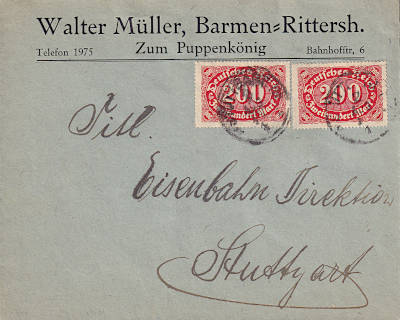 Walter Müller, Barmen-Rittersh.
Telefon 1975 Zum Puppenkönig Bahnhofstr, 6
Deutsches Reich Deutsches Reich
200 200
Zweihundert Mark Zweihundert Mark
Titl.
Eisenbahn Direktion
Stuttgart